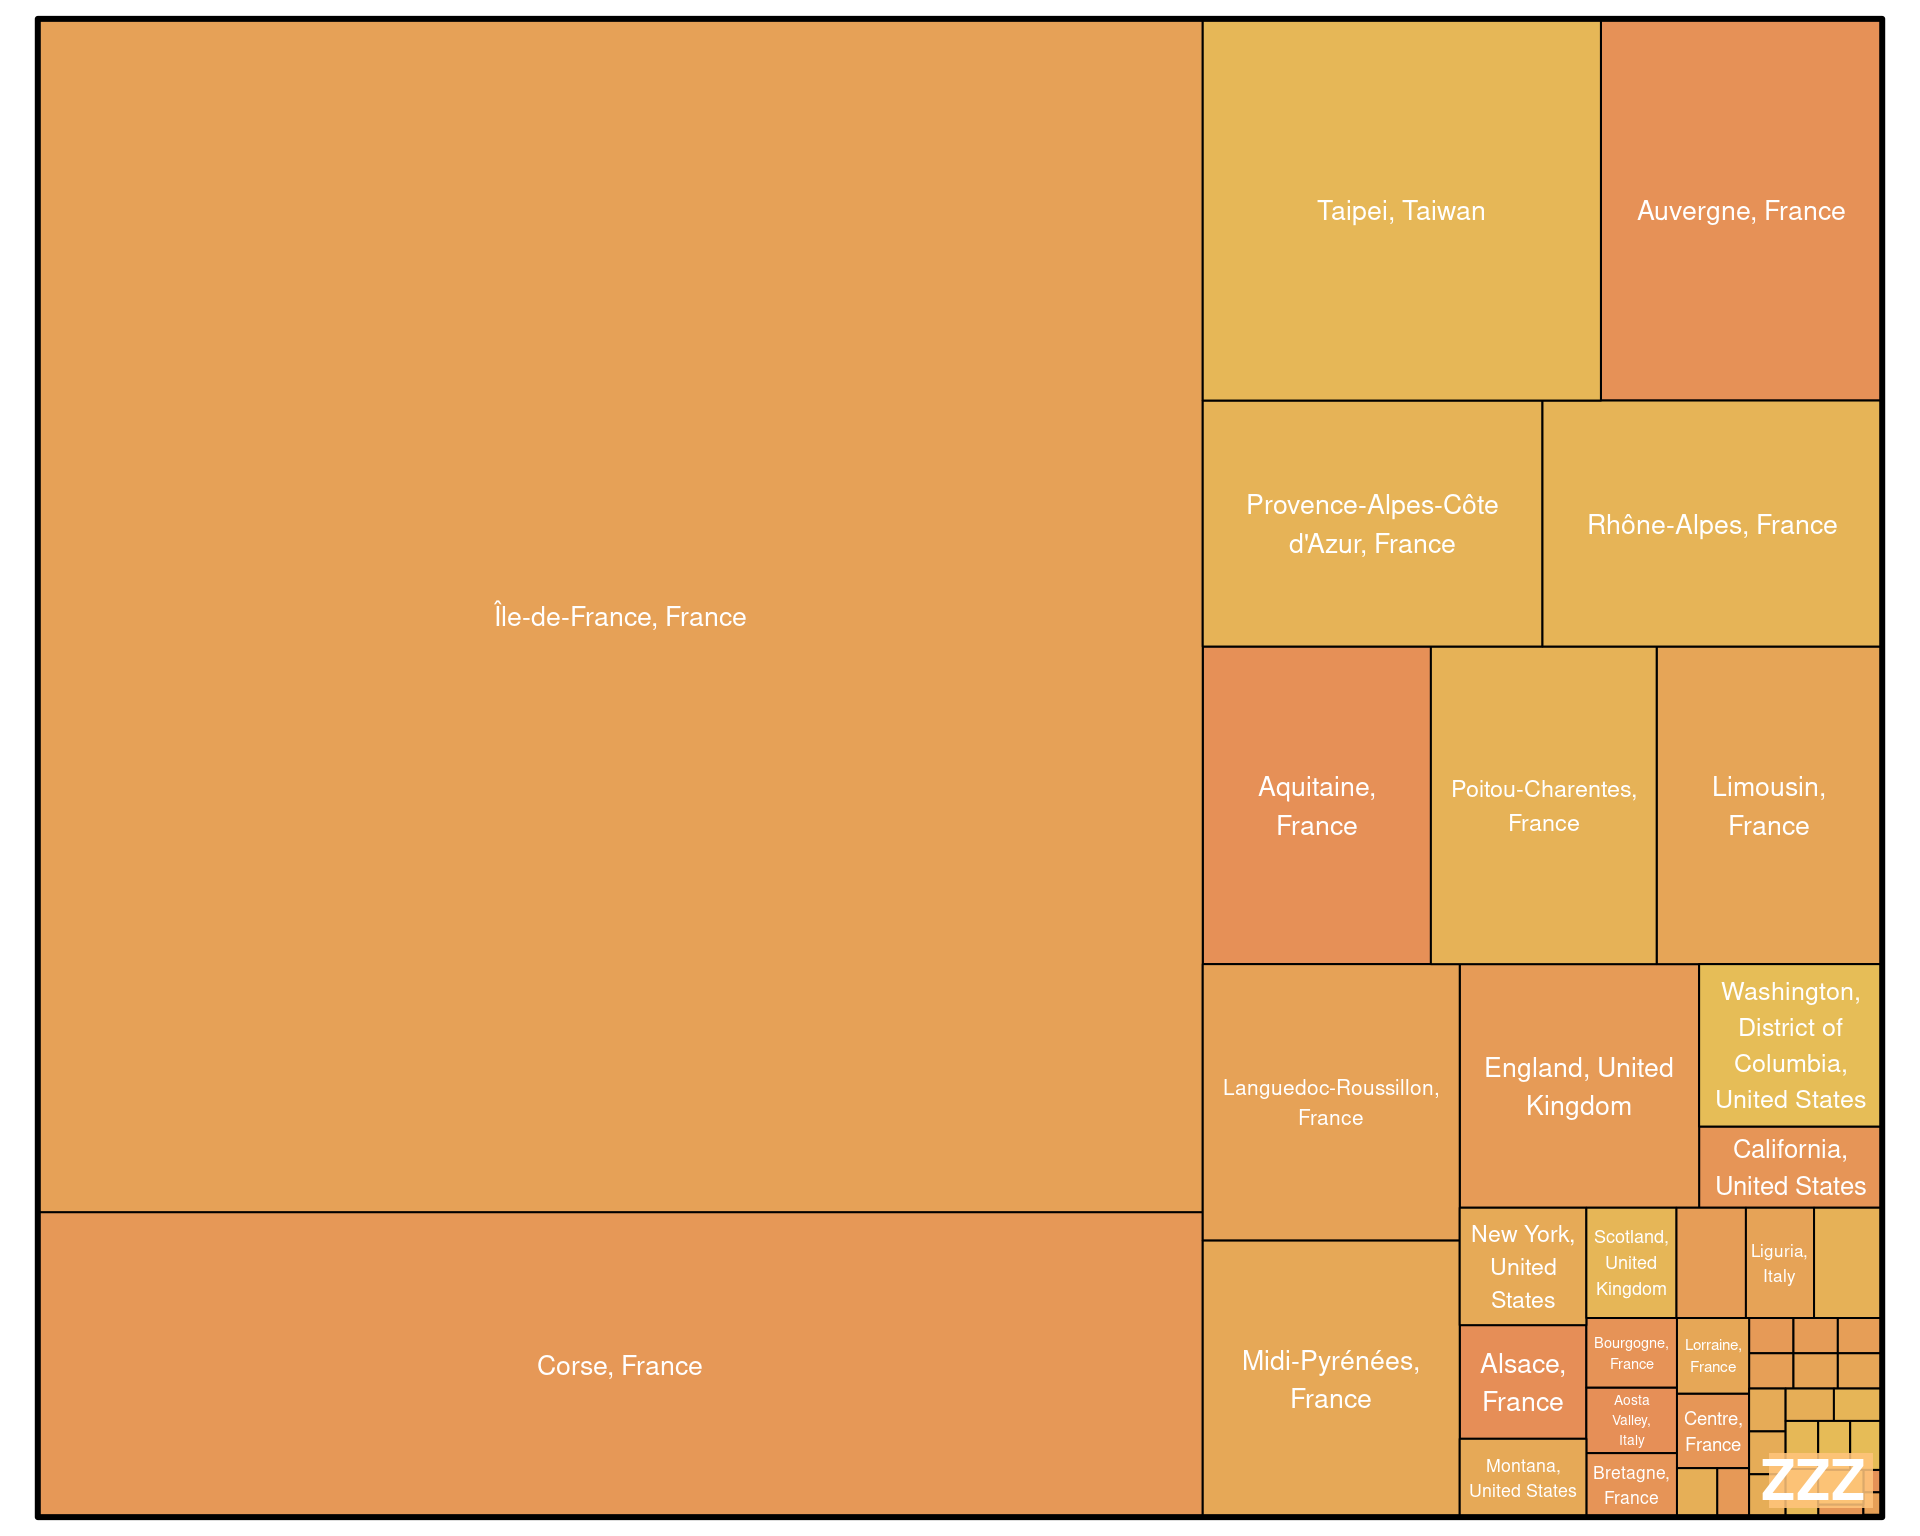 Île-de-France, France
Corse, France
Taipei, Taiwan
Auvergne, France
Provence-Alpes-Côte
d'Azur, France
Rhône-Alpes, France
Aquitaine,
France
Poitou-Charentes,
France
Limousin,
France
Languedoc-Roussillon,
France
Midi-Pyrénées,
France
England, United
Kingdom
Washington,
District of
Columbia,
United States
California,
United States
New York,
United
States
Alsace,
France
Montana,
United States
Scotland,
United
Kingdom
Liguria,
Italy
Bourgogne,
France
Aosta
Valley,
Italy
Bretagne,
France
Lorraine,
France
Centre,
France
ZZZ